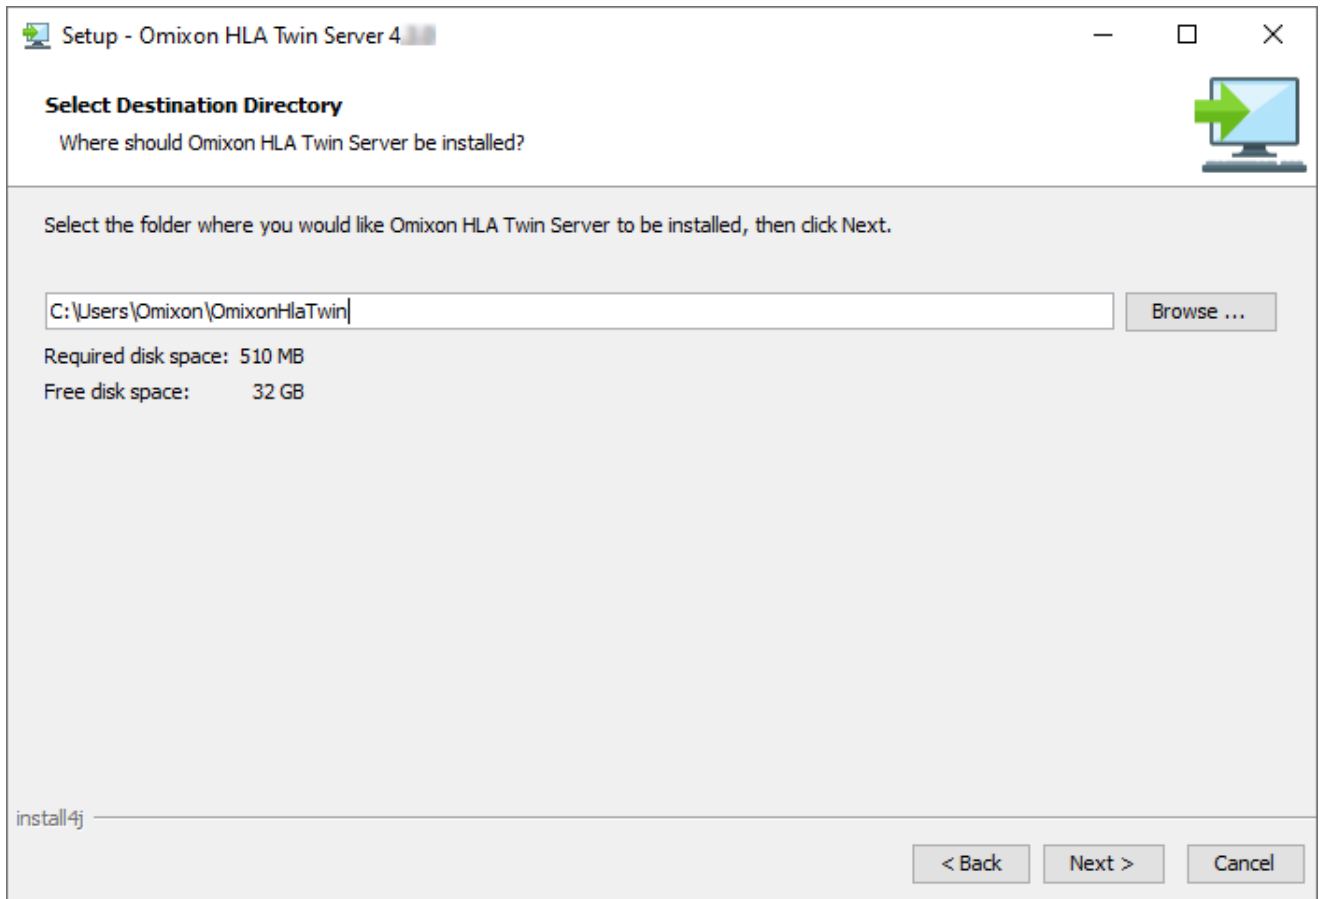 Setup - Omixon HLA Twin Server 4
Select Destination Directory
Where should Omixon HLA Twin Server be installed?
Select the folder where you would like Omixon HLA Twin Server to be installed, then click Next.
C:\Users\Omixon\OmixonHlaTwin
Browse ...
Required disk space: 510 MB
Free disk space: 32 GB
install4j
< Back Next > Cancel